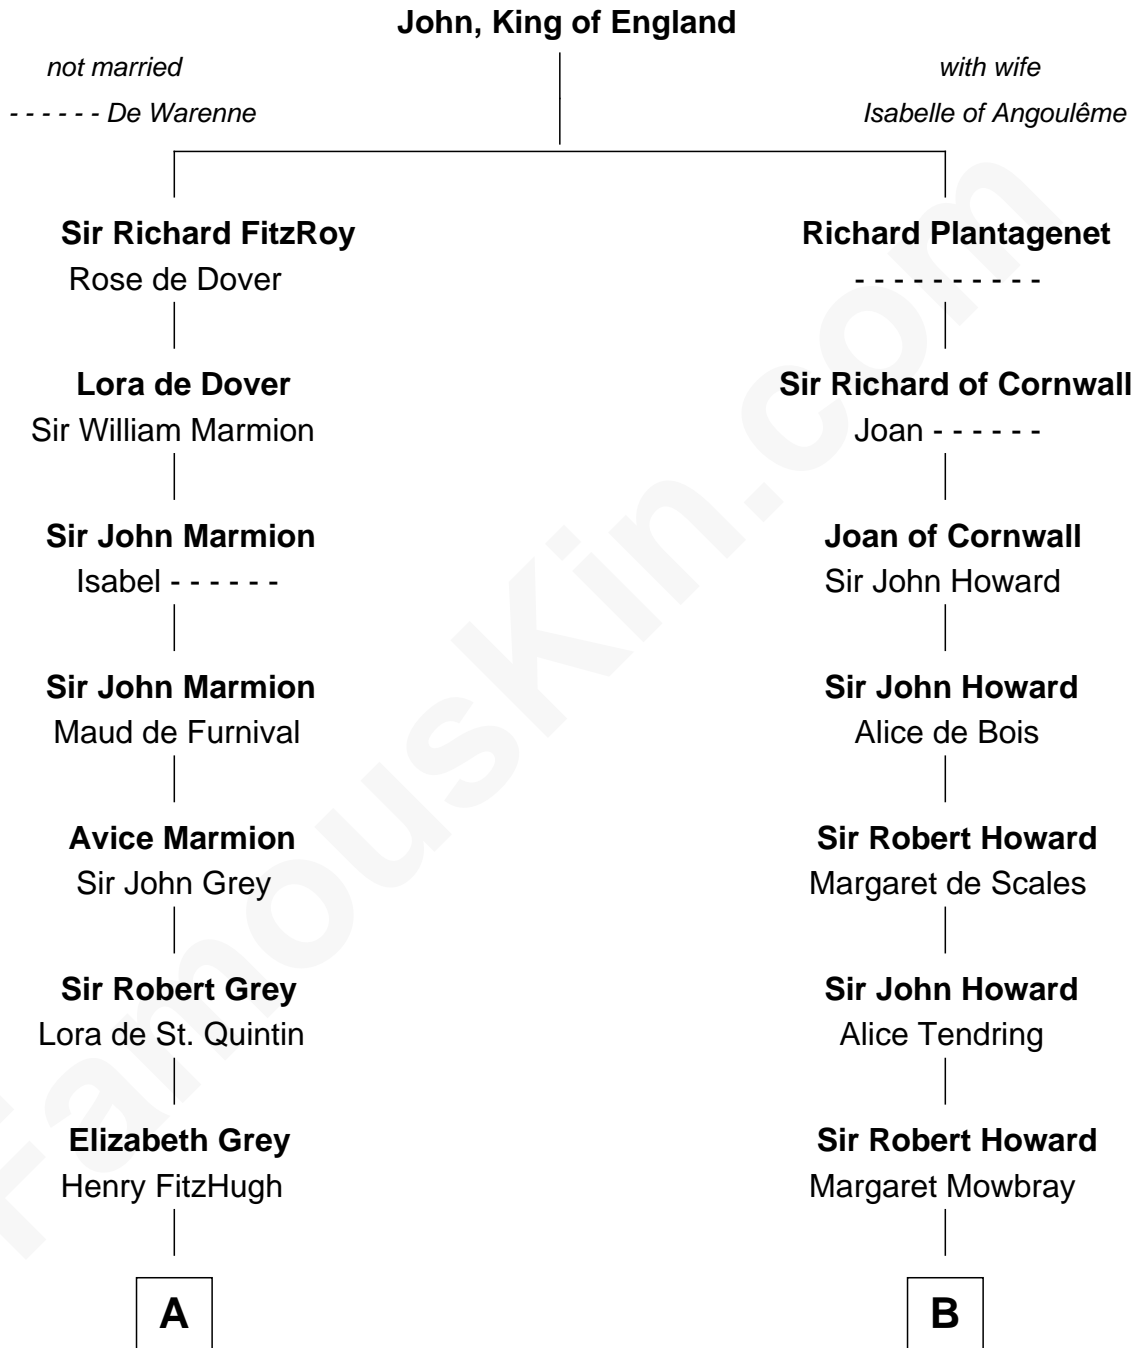 John, King of England
not married
- - - - - - De Warenne
with wife
Isabelle of Angoulême
Sir Richard FitzRoy
Rose de Dover
Lora de Dover
Sir William Marmion
Sir John Marmion
Isabel - - - - - -
Sir John Marmion
Maud de Furnival
Avice Marmion
Sir John Grey
Sir Robert Grey
Lora de St. Quintin
Elizabeth Grey
Henry FitzHugh
A
Richard Plantagenet
- - - - - - - - - -
Sir Richard of Cornwall
Joan - - - - - -
Joan of Cornwall
Sir John Howard
Sir John Howard
Alice de Bois
Sir Robert Howard
Margaret de Scales
Sir John Howard
Alice Tendring
Sir Robert Howard
Margaret Mowbray
B
FamousKin.com